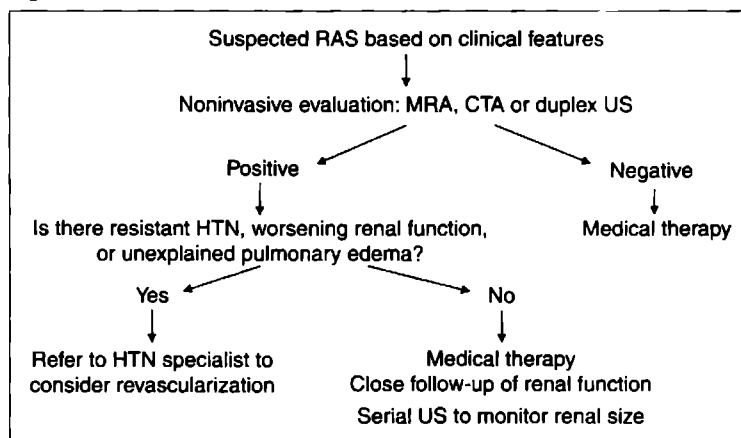 Suspected RAS based on clinical features
Noninvasive evaluation: MRA, CTA or duplex US
Positive
Negative
Is there resistant HTN, worsening renal function,
or unexplained pulmonary edema?
Medical therapy
Yes
No
Refer to HTN specialist to
consider revascularization
Medical therapy
Close follow-up of renal function
Serial US to monitor renal size